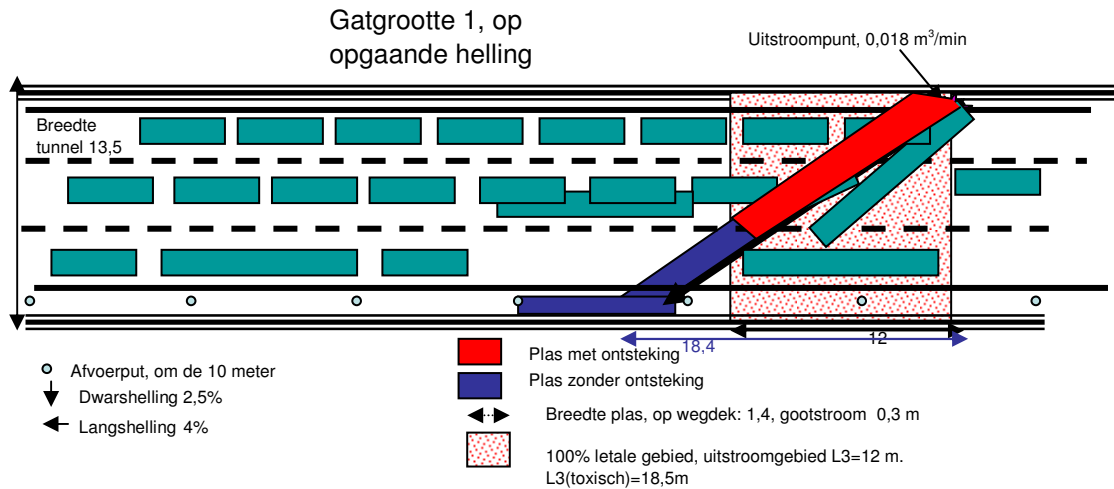 Gatgrootte 1, op
opgaande helling
Uitstroompunt, 0,018 m³/min
Breedte
tunnel 13,5
12
18,4
Afvoerput, om de 10 meter
Dwarshelling 2,5%
Langshelling 4%
Plas met ontsteking
Plas zonder ontsteking
Breedte plas, op wegdek: 1,4, gootstroom 0,3 m
100% letale gebied, uitstroomgebied L3=12 m.
L3(toxisch)=18,5m